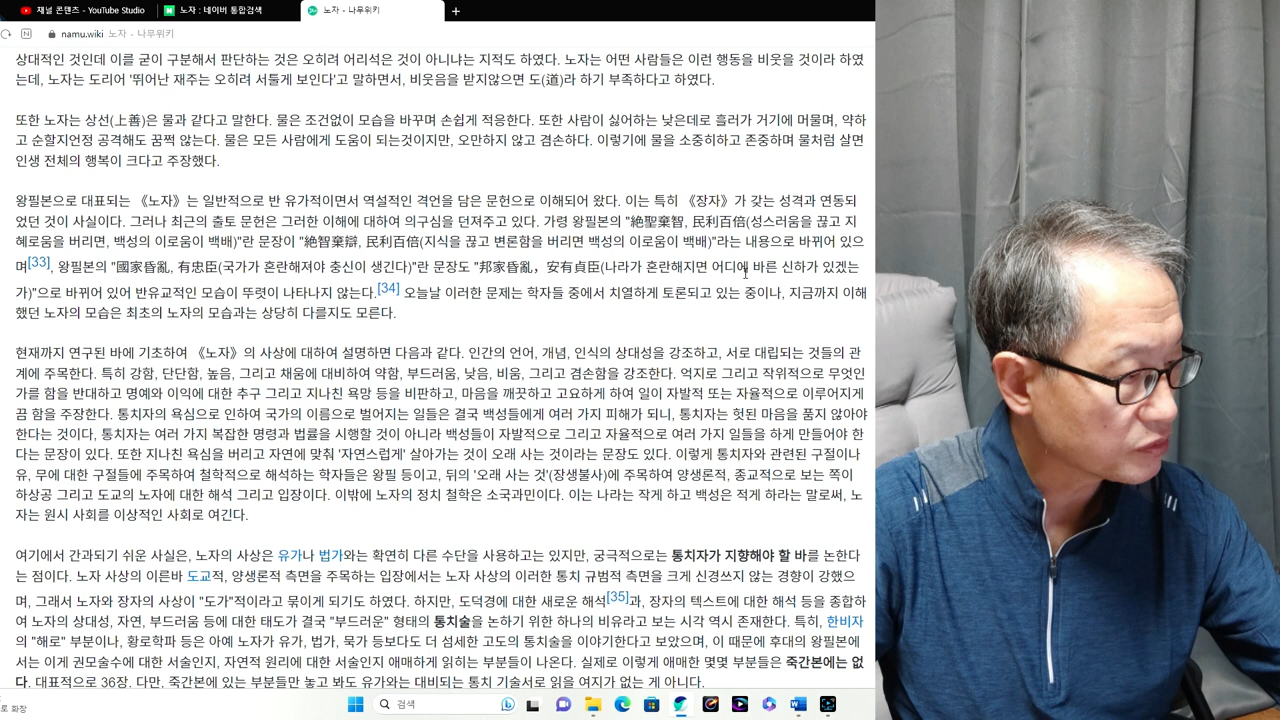 채널 콘텐츠 - YouTube Studio
노자 : 네이버 통합검색
노자 - 나무위키
namu.wiki 노자 - 나무위키
상대적인 것인데 이를 굳이 구분해서 판단하는 것은 오히려 어리석은 것이 아니냐는 지적도 하였다. 노자는 어떤 사람들은 이런 행동을 비웃을 것이라 하였
는데, 노자는 도리어 '뛰어난 재주는 오히려 서툴게 보인다'고 말하면서, 비웃음을 받지않으면 도(道)라 하기 부족하다고 하였다.
또한 노자는 상선(上善)은 물과 같다고 말한다. 물은 조건없이 모습을 바꾸며 손쉽게 적응한다. 또한 사람이 싫어하는 낮은데로 흘러가 거기에 머물며, 약하
고 순할지언정 공격해도 꿈쩍 않는다. 물은 모든 사람에게 도움이 되는것이지만, 오만하지 않고 겸손하다. 이렇기에 물을 소중히하고 존중하며 물처럼 살면
인생 전체의 행복이 크다고 주장했다.
왕필본으로 대표되는 《노자》는 일반적으로 반 유가적이면서 역설적인 격언을 담은 문헌으로 이해되어 왔다. 이는 특히 《장자》가 갖는 성격과 연동되
었던 것이 사실이다. 그러나 최근의 출토 문헌은 그러한 이해에 대하여 의구심을 던져주고 있다. 가령 왕필본의 "絶聖棄智, 民利百倍(성스러움을 끊고 지
혜로움을 버리면, 백성의 이로움이 백배)"란 문장이 "絶智棄辯, 民利百倍(지식을 끊고 변론함을 버리면 백성의 이로움이 백배)"라는 내용으로 바뀌어 있으
며[33], 왕필본의 "國家昏亂, 有忠臣(국가가 혼란해져야 충신이 생긴다)"란 문장도 "邦家昏亂, 安有貞臣(나라가 혼란해지면 어디에 바른 신하가 있겠는
가)"으로 바뀌어 있어 반유교적인 모습이 뚜렷이 나타나지 않는다.[34] 오늘날 이러한 문제는 학자들 중에서 치열하게 토론되고 있는 중이나, 지금까지 이해
했던 노자의 모습은 최초의 노자의 모습과는 상당히 다를지도 모른다.
현재까지 연구된 바에 기초하여 《노자》의 사상에 대하여 설명하면 다음과 같다. 인간의 언어, 개념, 인식의 상대성을 강조하고, 서로 대립되는 것들의 관
계에 주목한다. 특히 강함, 단단함, 높음, 그리고 채움에 대비하여 약함, 부드러움, 낮음, 비움, 그리고 겸손함을 강조한다. 억지로 그리고 작위적으로 무엇인
가를 함을 반대하고 명예와 이익에 대한 추구 그리고 지나친 욕망 등을 비판하고, 마음을 깨끗하고 고요하게 하여 일이 자발적 또는 자율적으로 이루어지게
끔 함을 주장한다. 통치자의 욕심으로 인하여 국가의 이름으로 벌어지는 일들은 결국 백성들에게 여러 가지 피해가 되니, 통치자는 헛된 마음을 품지 않아야
한다는 것이다, 통치자는 여러 가지 복잡한 명령과 법률을 시행할 것이 아니라 백성들이 자발적으로 그리고 자율적으로 여러 가지 일들을 하게 만들어야 한
다는 문장이 있다. 또한 지나친 욕심을 버리고 자연에 맞춰 '자연스럽게' 살아가는 것이 오래 사는 것이라는 문장도 있다. 이렇게 통치자와 관련된 구절이나
유, 무에 대한 구절들에 주목하여 철학적으로 해석하는 학자들은 왕필 등이고, 뒤의 '오래 사는 것'(장생불사)에 주목하여 양생론적, 종교적으로 보는 쪽이
하상공 그리고 도교의 노자에 대한 해석 그리고 입장이다. 이밖에 노자의 정치 철학은 소국과민이다. 이는 나라는 작게 하고 백성은 적게 하라는 말로써, 노
자는 원시 사회를 이상적인 사회로 여긴다.
여기에서 간과되기 쉬운 사실은, 노자의 사상은 유가나 법가와는 확연히 다른 수단을 사용하고는 있지만, 궁극적으로는 통치자가 지향해야 할 바를 논한다
는 점이다. 노자 사상의 이른바 도교적, 양생론적 측면을 주목하는 입장에서는 노자 사상의 이러한 통치 규범적 측면을 크게 신경쓰지 않는 경향이 강했으
며, 그래서 노자와 장자의 사상이 "도가"적이라고 묶이게 되기도 하였다. 하지만, 도덕경에 대한 새로운 해석[35]과, 장자의 텍스트에 대한 해석 등을 종합하
여 노자의 상대성, 자연, 부드러움 등에 대한 태도가 결국 "부드러운" 형태의 통치술을 논하기 위한 하나의 비유라고 보는 시각 역시 존재한다. 특히, 한비자
의 "해로" 부분이나, 황로학파 등은 아예 노자가 유가, 법가, 묵가 등보다도 더 섬세한 고도의 통치술을 이야기한다고 보았으며, 이 때문에 후대의 왕필본에
서는 이게 권모술수에 대한 서술인지, 자연적 원리에 대한 서술인지 애매하게 읽히는 부분들이 나온다. 실제로 이렇게 애매한 몇몇 부분들은 죽간본에는 없
다. 대표적으로 36장. 다만, 죽간본에 있는 부분들만 놓고 봐도 유가와는 대비되는 통치 기술서로 읽을 여지가 없는 게 아니다.
로 화창
검색